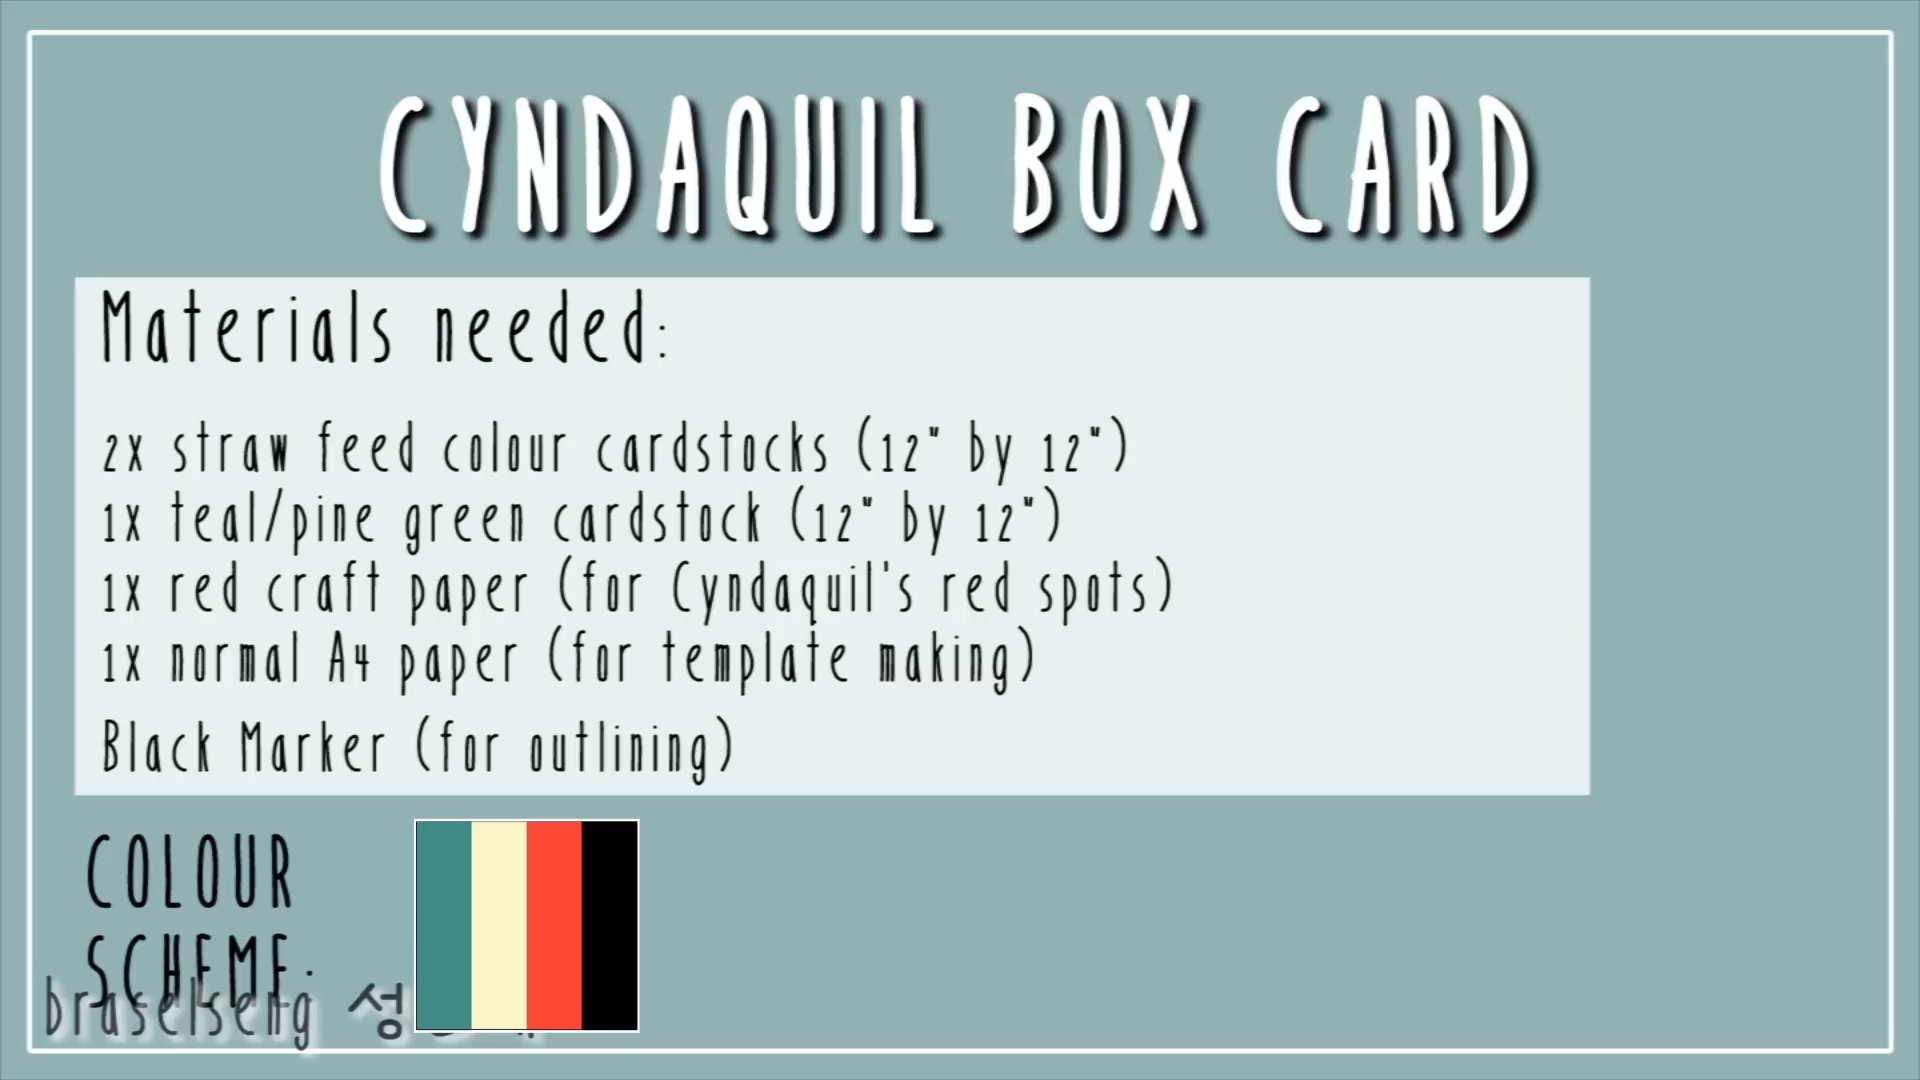 CYNDAQUIL BOX CARD
Materials needed:
2x straw feed colour cardstocks (12" by 12")
1x teal/pine green cardstock (12" by 12")
1x red craft paper (for Cyndaquil's red spots)
1x normal A4 paper (for template making)
Black Marker (for outlining)
COLOUR
SCHEME:
braselseng 성